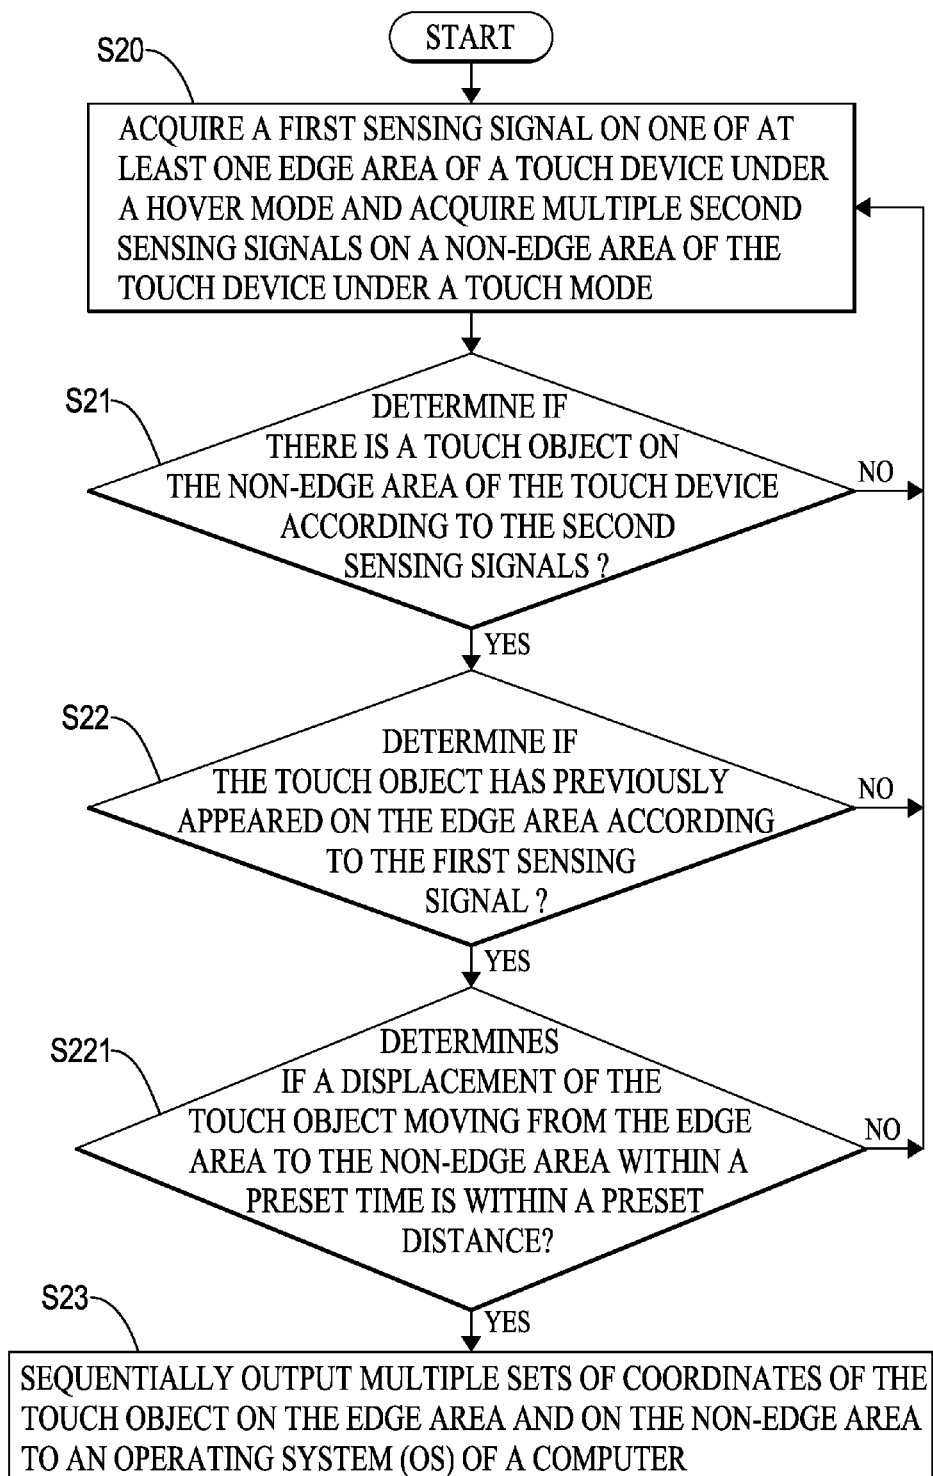 START
S20
ACQUIRE A FIRST SENSING SIGNAL ON ONE OF AT
LEAST ONE EDGE AREA OF A TOUCH DEVICE UNDER
A HOVER MODE AND ACQUIRE MULTIPLE SECOND
SENSING SIGNALS ON A NON-EDGE AREA OF THE
TOUCH DEVICE UNDER A TOUCH MODE
S21
DETERMINE IF
THERE IS A TOUCH OBJECT ON
THE NON-EDGE AREA OF THE TOUCH DEVICE
ACCORDING TO THE SECOND
SENSING SIGNALS ?
NO
YES
S22
DETERMINE IF
THE TOUCH OBJECT HAS PREVIOUSLY
APPEARED ON THE EDGE AREA ACCORDING
TO THE FIRST SENSING
SIGNAL ?
NO
YES
S221
DETERMINES
IF A DISPLACEMENT OF THE
TOUCH OBJECT MOVING FROM THE EDGE
AREA TO THE NON-EDGE AREA WITHIN A
PRESET TIME IS WITHIN A PRESET
DISTANCE?
NO
YES
S23
SEQUENTIALLY OUTPUT MULTIPLE SETS OF COORDINATES OF THE
TOUCH OBJECT ON THE EDGE AREA AND ON THE NON-EDGE AREA
TO AN OPERATING SYSTEM (OS) OF A COMPUTER